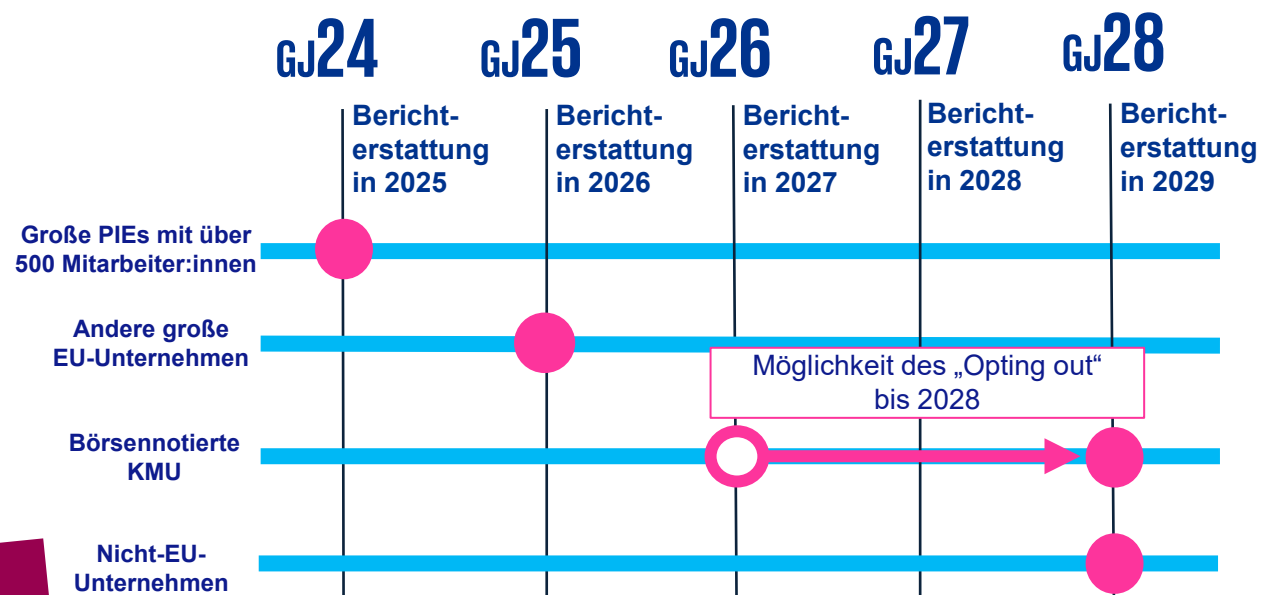 GJ24 GJ25 GJ26 GJ27 GJ28
Bericht-
erstattung
in 2025
Bericht-
erstattung
in 2026
Bericht-
erstattung
in 2027
Bericht-
erstattung
in 2028
Bericht-
erstattung
in 2029
Große PIEs mit über
500 Mitarbeiter:innen
Andere große
EU-Unternehmen
Möglichkeit des „Opting out“
bis 2028
Börsennotierte
KMU
Nicht-EU-
Unternehmen